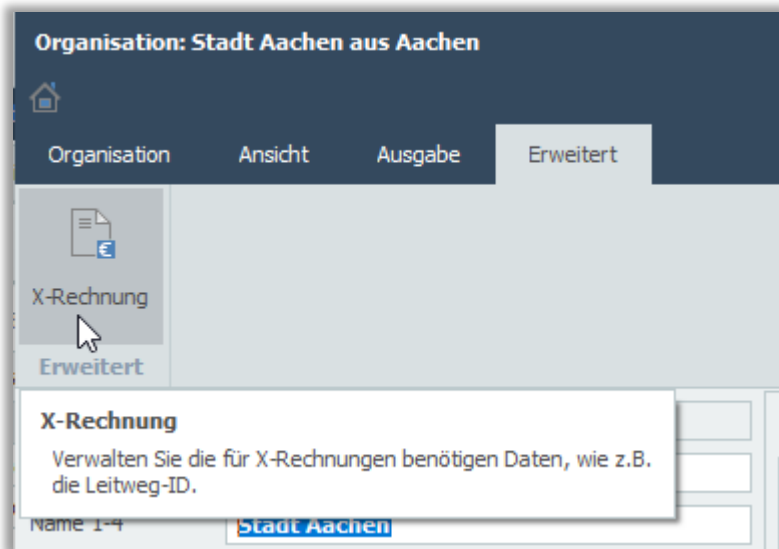 Organisation: Stadt Aachen aus Aachen
Organisation Ansicht Ausgabe Erweitert
€
X-Rechnung
Erweitert
X-Rechnung
Verwalten Sie die für X-Rechnungen benötigen Daten, wie z.B.
die Leitweg-ID.
Name 1-4 Stadt Aachen